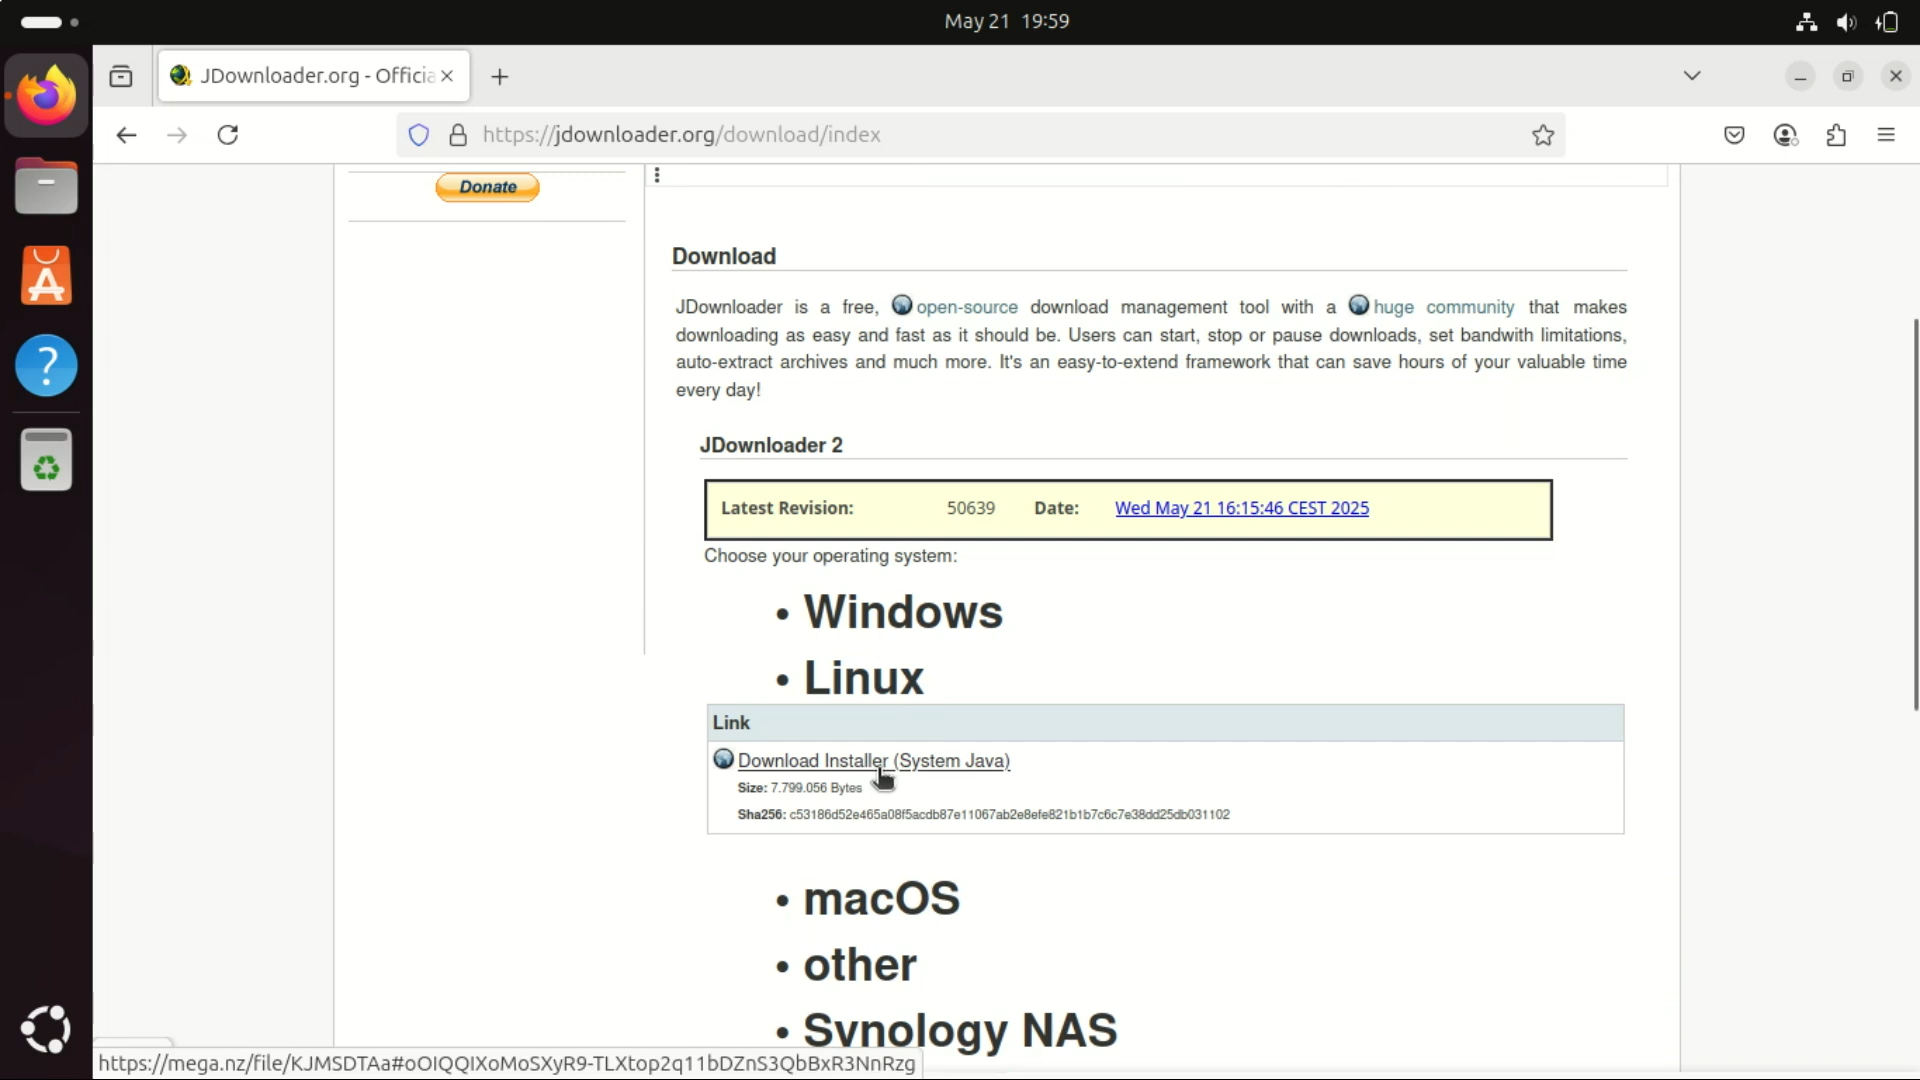 May 21 19:59
JDownloader.org - Officia
https://jdownloader.org/download/index
Donate
Download
JDownloader is a free, open-source download management tool with a huge community that makes
downloading as easy and fast as it should be. Users can start, stop or pause downloads, set bandwith limitations,
auto-extract archives and much more. It's an easy-to-extend framework that can save hours of your valuable time
every day!
JDownloader 2
Latest Revision: 50639 Date: Wed May 21 16:15:46 CEST 2025
Choose your operating system:
• Windows
• Linux
Link
Download Installer (System Java)
Size: 7.799.056 Bytes
Sha256: c53186d52e465a08f5acdb87e11067ab2e8efe821b1b7c6c7e38dd25db031102
• macOS
• other
• Synology NAS
https://mega.nz/file/KJMSDTAa#oOIQQIXoMoSXyR9-TLXtop2q11bDZnS3QbBxR3NnRzg